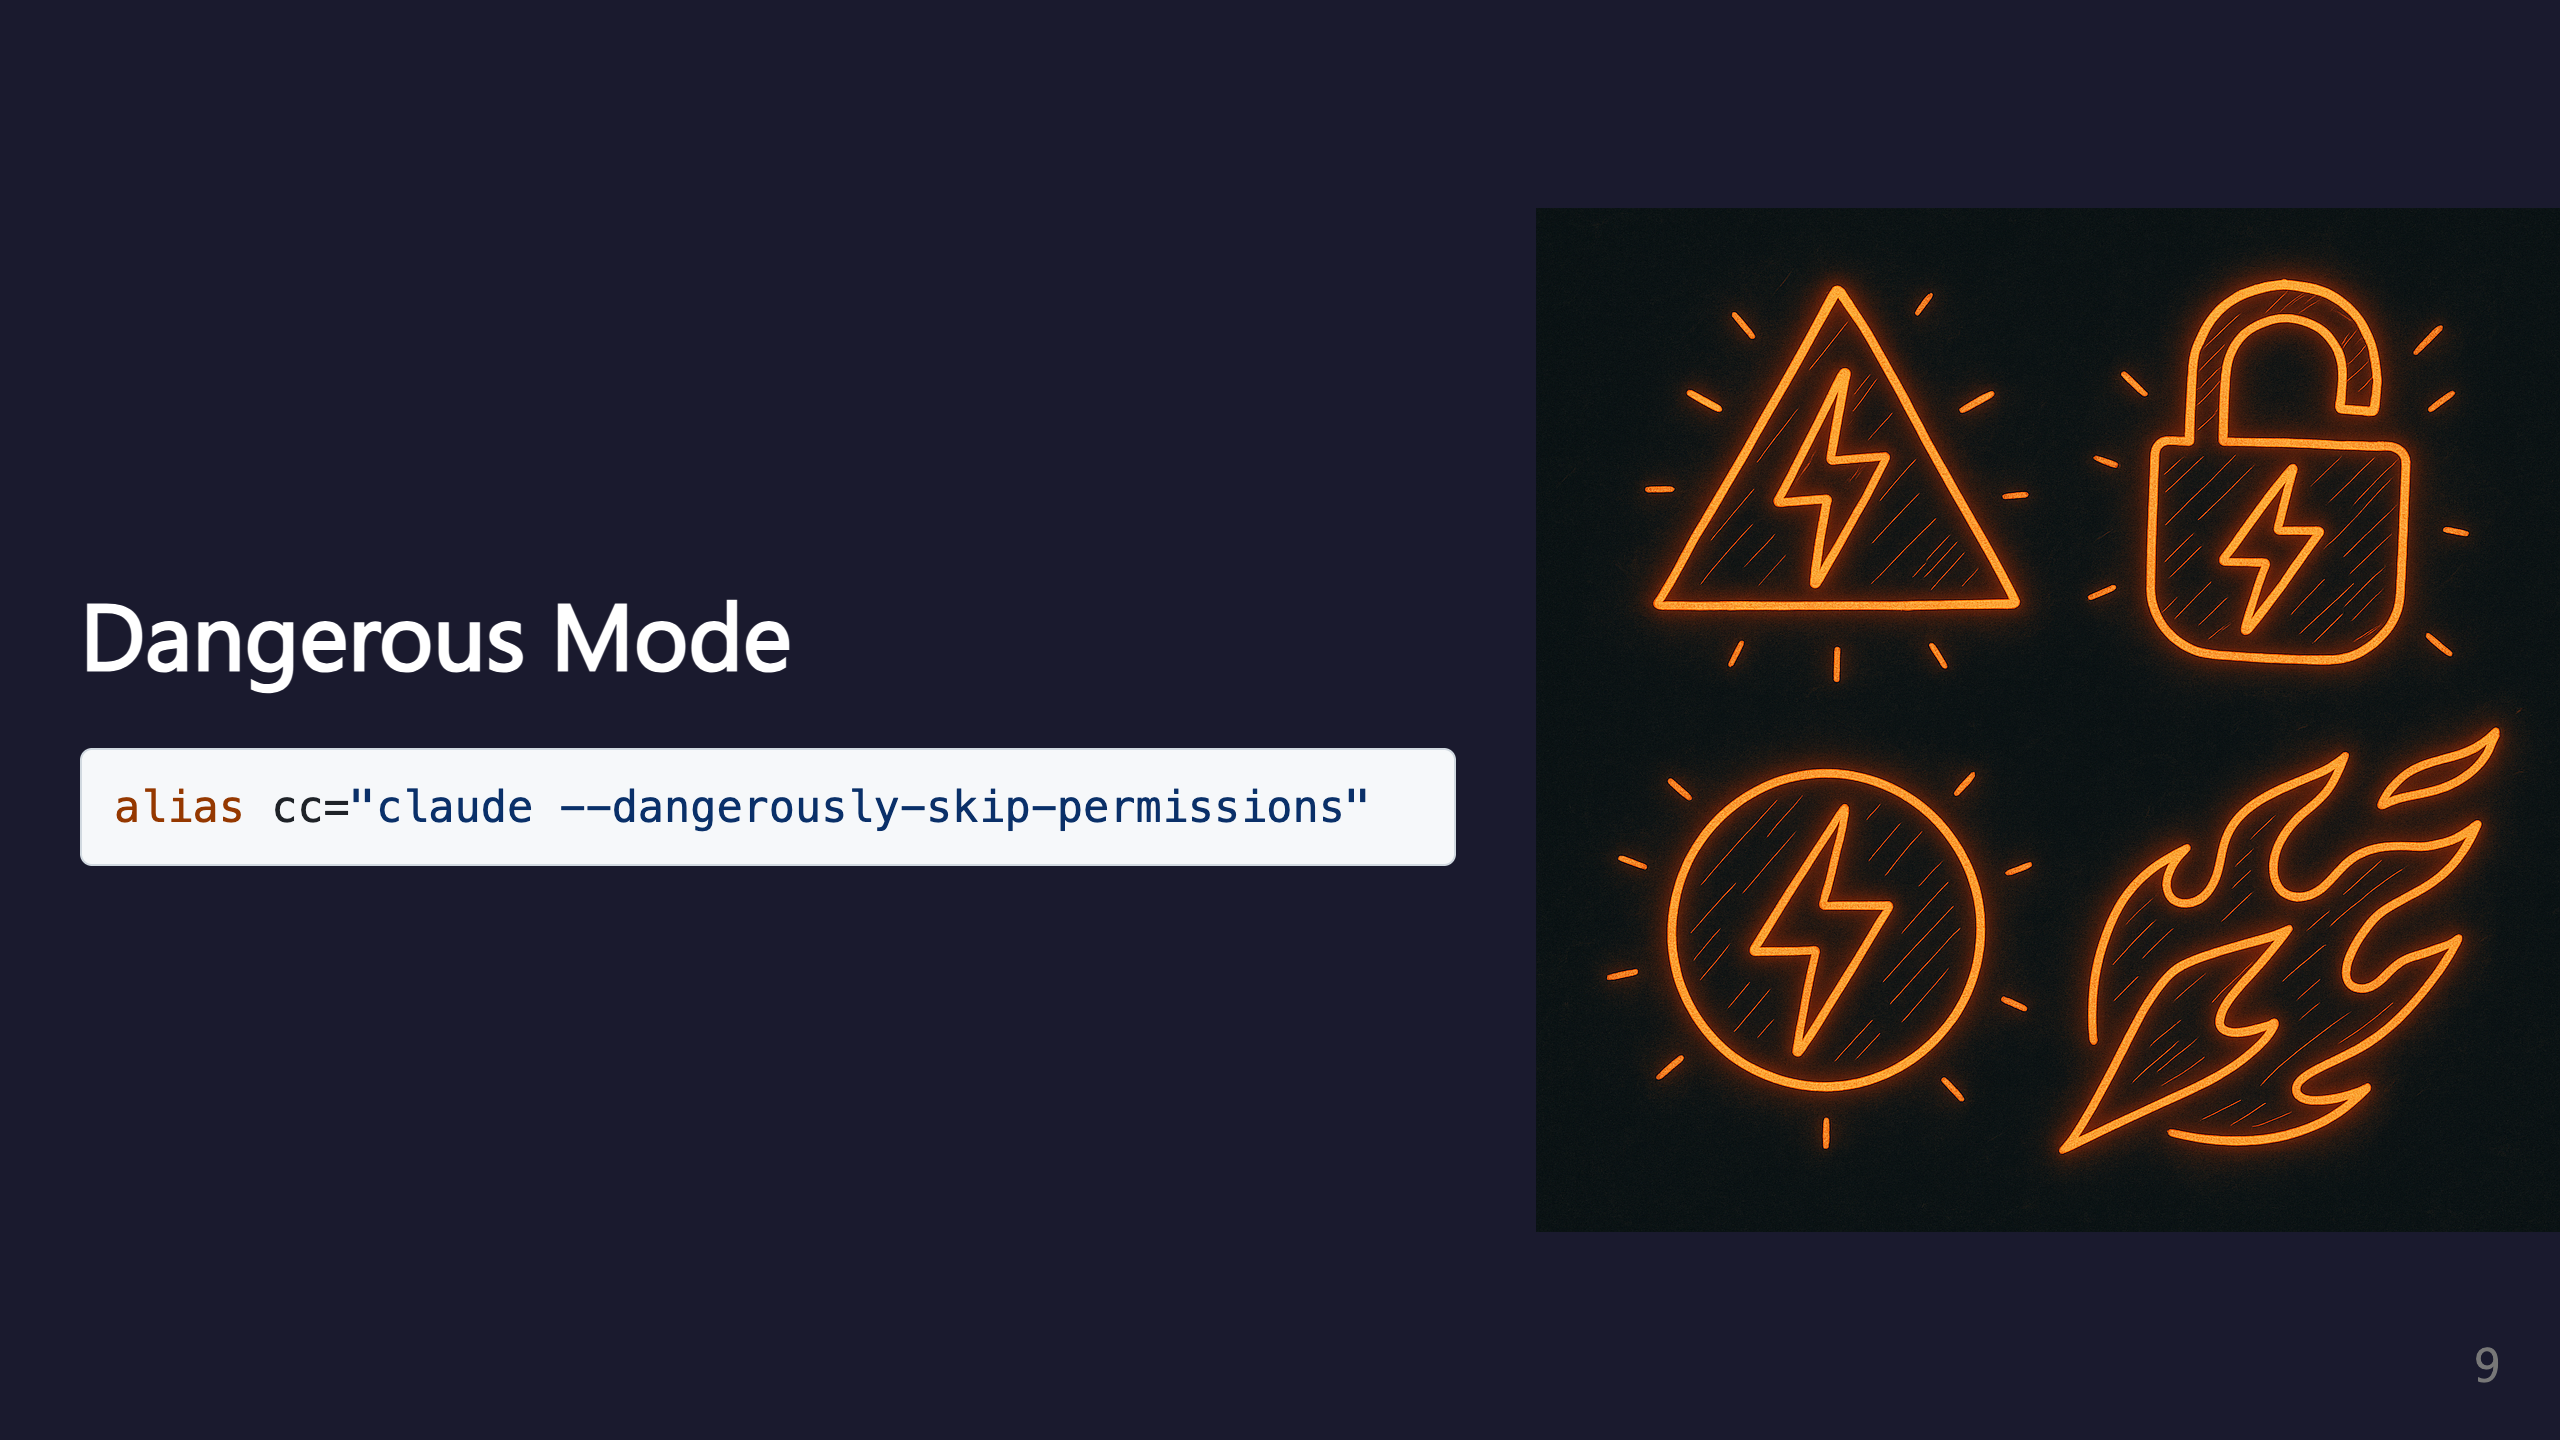 Dangerous Mode
alias cc="claude --dangerously-skip-permissions"
9